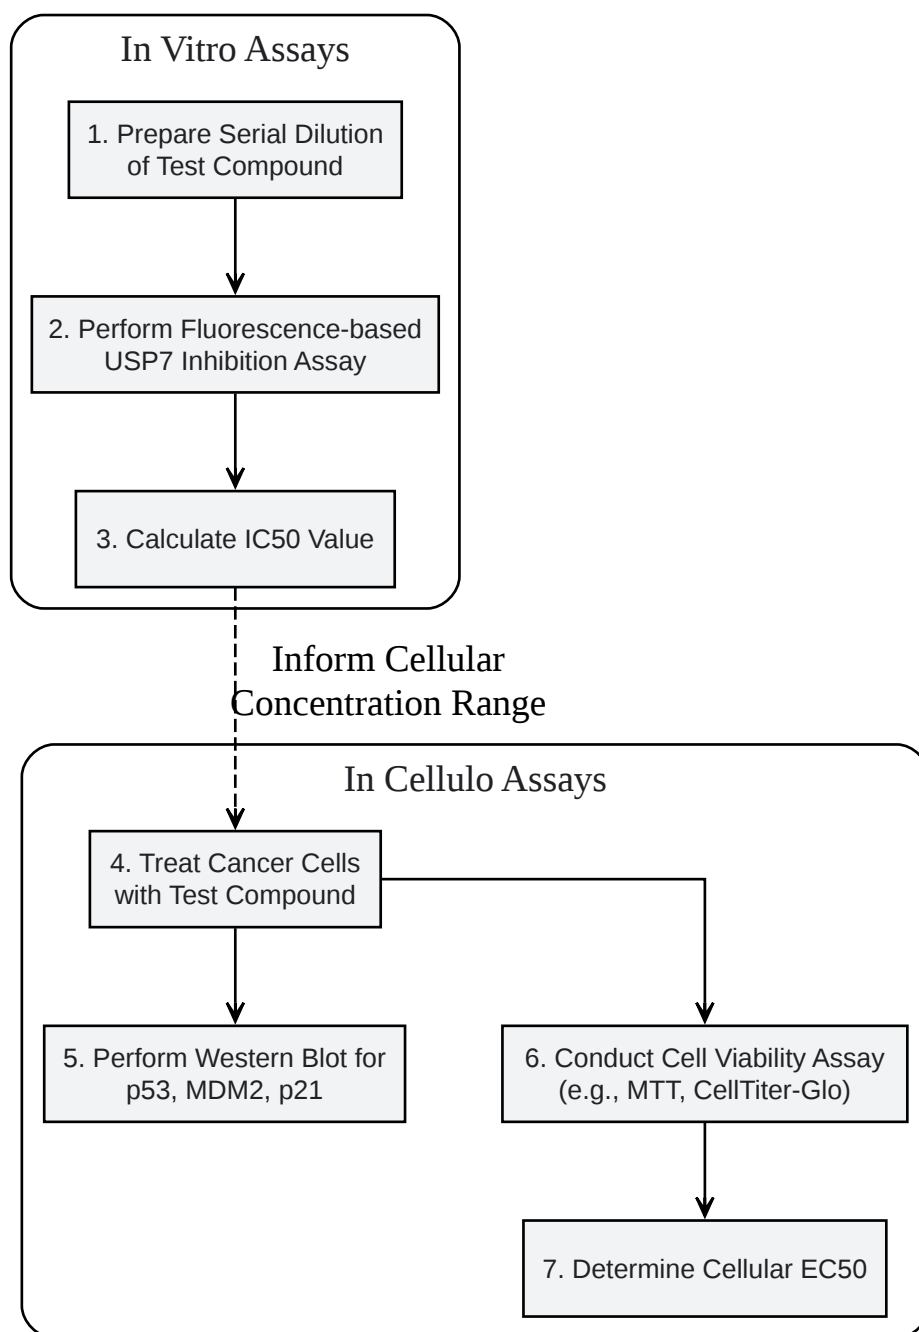 In Vitro Assays
1. Prepare Serial Dilution
of Test Compound
2. Perform Fluorescence-based
USP7 Inhibition Assay
3. Calculate IC50 Value
Inform Cellular
Concentration Range
In Cellulo Assays
4. Treat Cancer Cells
with Test Compound
5. Perform Western Blot for
p53, MDM2, p21
6. Conduct Cell Viability Assay
(e.g., MTT, CellTiter-Glo)
7. Determine Cellular EC50